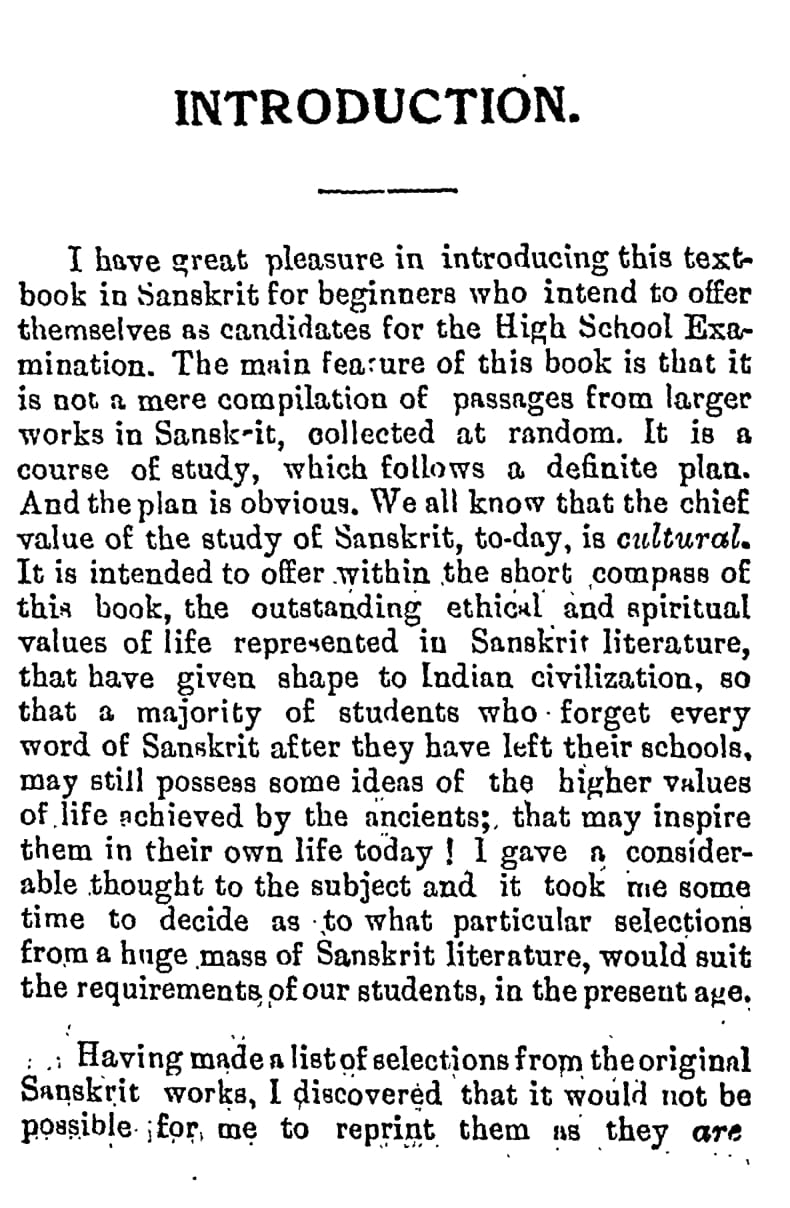 INTRODUCTION.
I have great pleasure in introducing this text-
book in Sanskrit for beginners who intend to offer
themselves as candidates for the High School Exa-
mination. The main feature of this book is that it
is not a mere compilation of passages from larger
works in Sanskrit, collected at random. It is a
course of study, which follows a definite plan.
And the plan is obvious. We all know that the chief
value of the study of Sanskrit, to-day, is cultural.
It is intended to offer within the short compass of
this book, the outstanding ethical and spiritual
values of life represented in Sanskrit literature,
that have given shape to Indian civilization, so
that a majority of students who forget every
word of Sanskrit after they have left their schools,
may still possess some ideas of the higher values
of life achieved by the ancients; that may inspire
them in their own life today ! I gave a consider-
able thought to the subject and it took me some
time to decide as to what particular selections
from a huge mass of Sanskrit literature, would suit
the requirements of our students, in the present age.
Having made a list of selections from the original
Sanskrit works, I discovered that it would not be
possible for me to reprint them as they are